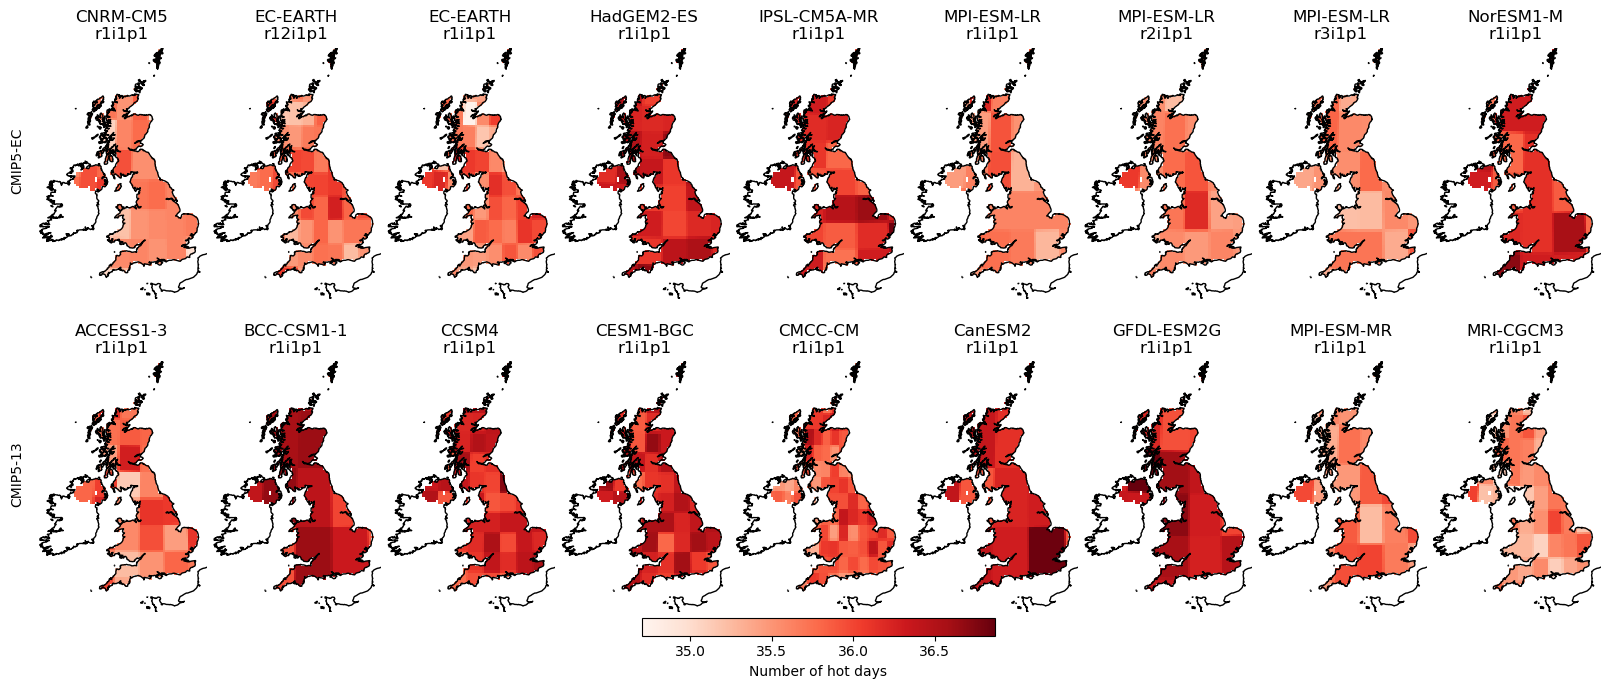 CNRM-CM5 EC-EARTH EC-EARTH HadGEM2-ES IPSL-CM5A-MR MPI-ESM-LR MPI-ESM-LR MPI-ESM-LR NorESM1-M
r1i1p1 r12i1p1 r1i1p1 r1i1p1 r1i1p1 r1i1p1 r2i1p1 r3i1p1 r1i1p1
CMIP5-EC
ACCESS1-3 BCC-CSM1-1 CCSM4 CESM1-BGC CMCC-CM CanESM2 GFDL-ESM2G MPI-ESM-MR MRI-CGCM3
r1i1p1 r1i1p1 r1i1p1 r1i1p1 r1i1p1 r1i1p1 r1i1p1 r1i1p1 r1i1p1
CMIP5-13
35.0 35.5 36.0 36.5
Number of hot days